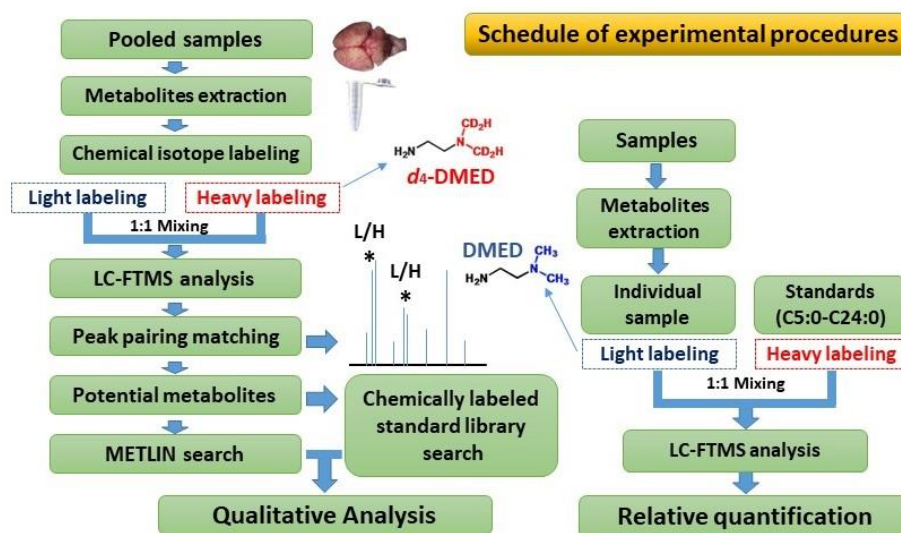 Schedule of experimental procedures
Pooled samples
Metabolites extraction
Chemical isotope labeling
Light labeling
Heavy labeling
1:1 Mixing
LC-FTMS analysis
Peak pairing matching
Potential metabolites
METLIN search
Qualitative Analysis
H₂N
N
CD₂H
CD₂H
d₄-DMED
L/H
*
L/H
*
Chemically labeled
standard library
search
DMED
H₂N
N
CH₃
CH₃
Samples
Metabolites
extraction
Individual
sample
Standards
(C5:0-C24:0)
Light labeling
Heavy labeling
1:1 Mixing
LC-FTMS analysis
Relative quantification